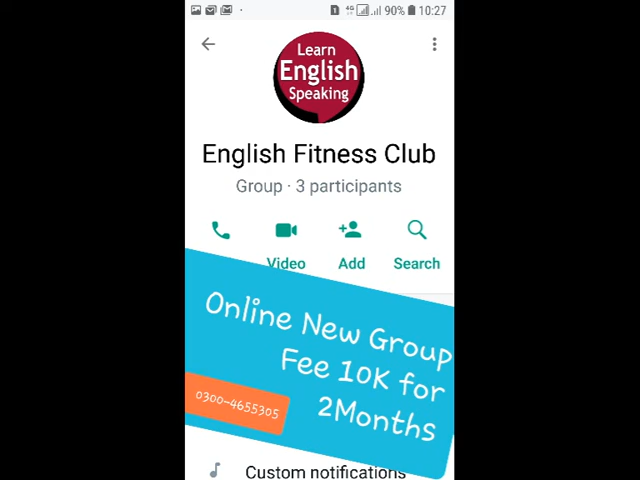 90% 10:27
Learn
English
Speaking
English Fitness Club
Group · 3 participants
Video Add Search
Online New Group
Fee 10K for
2Months
0300-4655305
Custom notifications